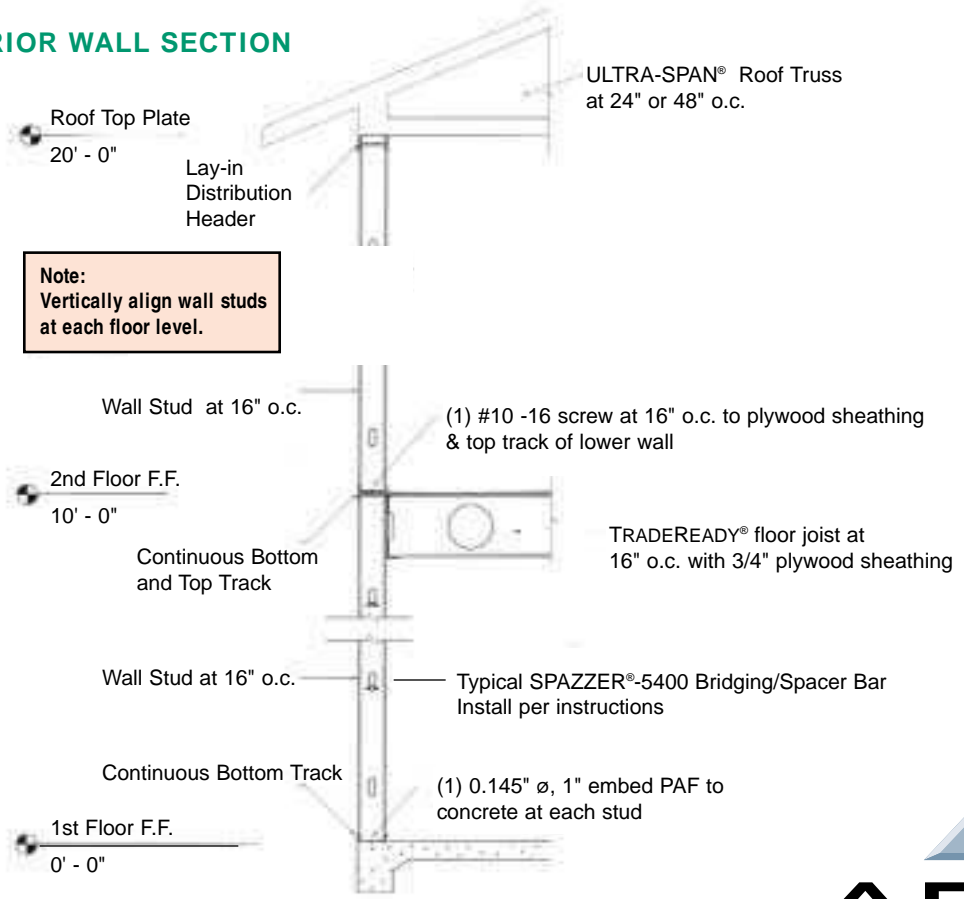 RIOR WALL SECTION
ULTRA-SPAN® Roof Truss
at 24" or 48" o.c.
Roof Top Plate
20' - 0"
Lay-in
Distribution
Header
Note:
Vertically align wall studs
at each floor level.
Wall Stud at 16" o.c.
(1) #10 -16 screw at 16" o.c. to plywood sheathing
& top track of lower wall
2nd Floor F.F.
10' - 0"
TRADEREADY® floor joist at
16" o.c. with 3/4" plywood sheathing
Continuous Bottom
and Top Track
Wall Stud at 16" o.c.
Typical SPAZZER®-5400 Bridging/Spacer Bar
Install per instructions
Continuous Bottom Track
(1) 0.145" ø, 1" embed PAF to
concrete at each stud
1st Floor F.F.
0' - 0"